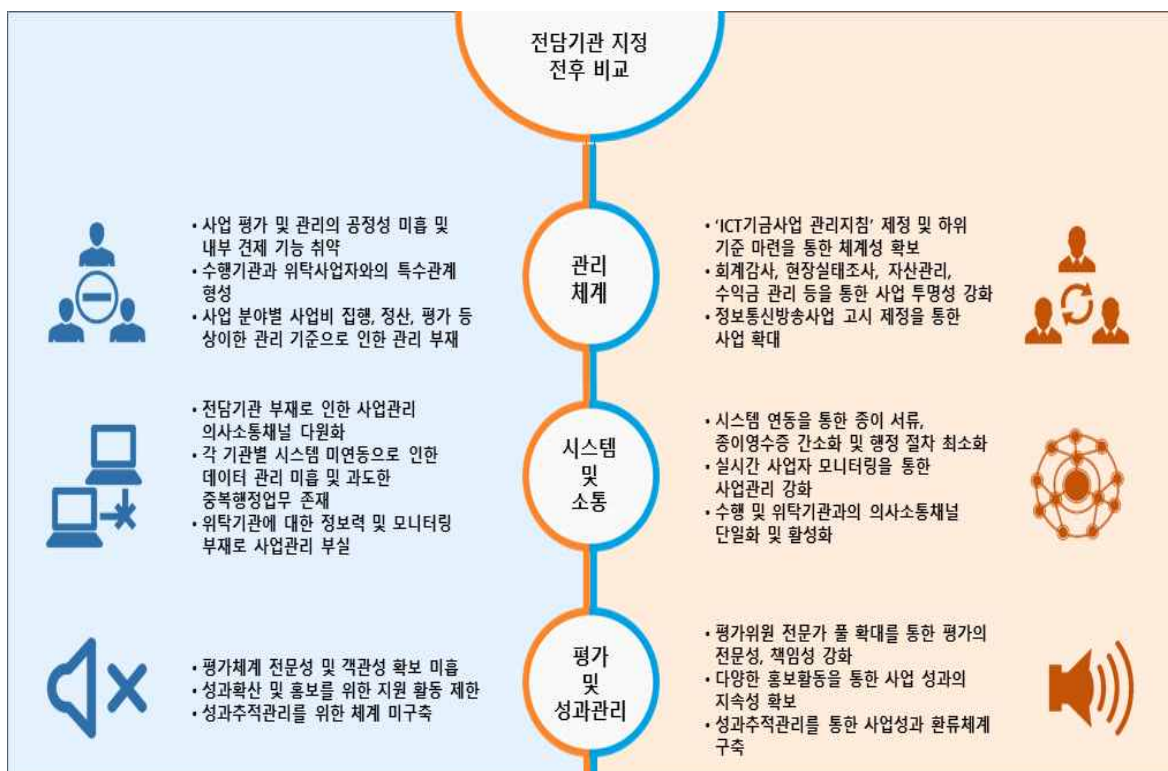 전담기관 지정
전후 비교
• 사업 평가 및 관리의 공정성 미흡 및
내부 견제 기능 취약
• 수행기관과 위탁사업자와의 특수관계
형성
• 사업 분야별 사업비 집행, 정산, 평가 등
상이한 관리 기준으로 인한 관리 부재
관리
체계
• ‘ICT기금사업 관리지침’ 제정 및 하위
기준 마련을 통한 체계성 확보
• 회계감사, 현장실태조사, 자산관리,
수익금 관리 등을 통한 사업 투명성 강화
• 정보통신방송사업 고시 제정을 통한
사업 확대
• 전담기관 부재로 인한 사업관리
의사소통채널 다원화
• 각 기관별 시스템 미연동으로 인한
데이터 관리 미흡 및 과도한
중복행정업무 존재
• 위탁기관에 대한 정보력 및 모니터링
부재로 사업관리 부실
시스템
및
소통
• 시스템 연동을 통한 종이 서류,
종이영수증 간소화 및 행정 절차 최소화
• 실시간 사업자 모니터링을 통한
사업관리 강화
• 수행 및 위탁기관과의 의사소통채널
단일화 및 활성화
• 평가체계 전문성 및 객관성 확보 미흡
• 성과확산 및 홍보를 위한 지원 활동 제한
• 성과추적관리를 위한 체계 미구축
평가
및
성과관리
• 평가위원 전문가 풀 확대를 통한 평가의
전문성, 책임성 강화
• 다양한 홍보활동을 통한 사업 성과의
지속성 확보
• 성과추적관리를 통한 사업성과 환류체계
구축